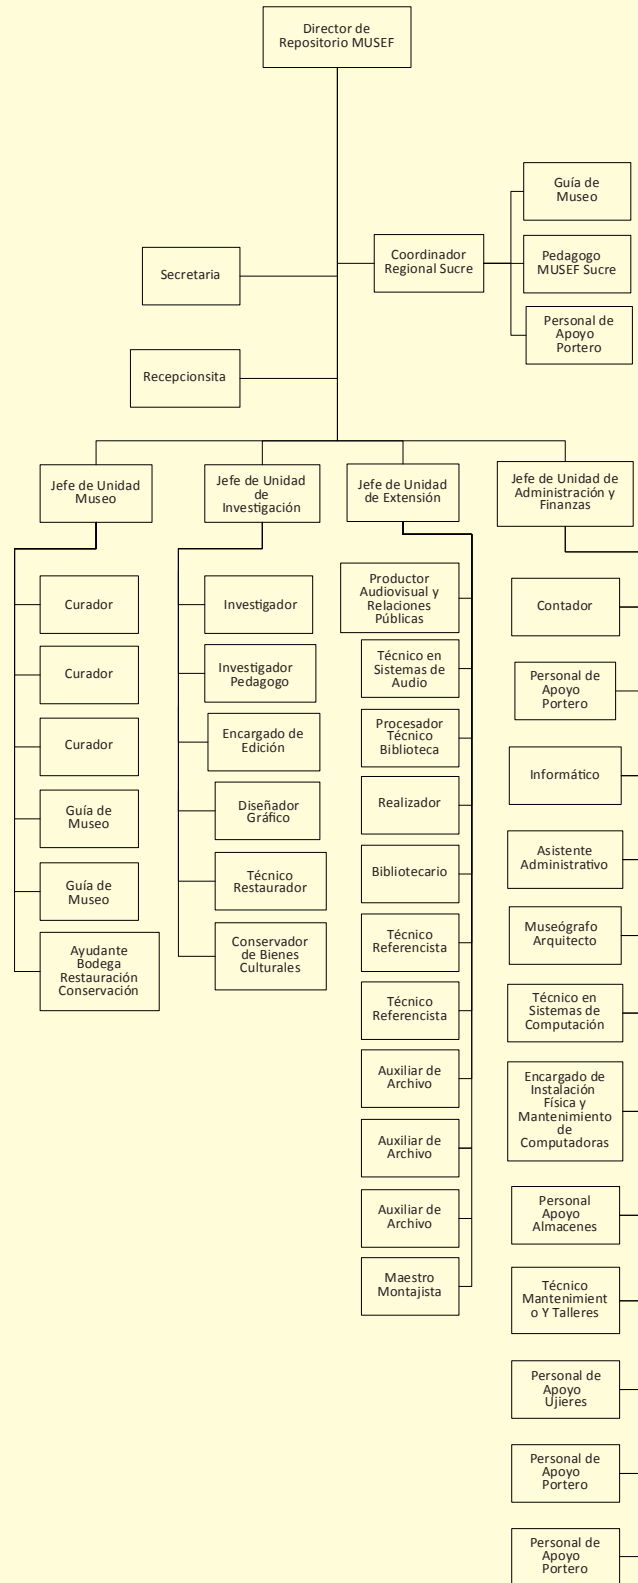 Director de
Repositorio MUSEF
Guía de
Museo
Secretaria
Coordinador
Regional Sucre
Pedagogo
MUSEF Sucre
Personal de
Apoyo
Portero
Recepcionsita
Jefe de Unidad
Museo
Jefe de Unidad
de
Investigación
Jefe de Unidad
de Extensión
Jefe de Unidad de
Administración y
Finanzas
Curador
Curador
Curador
Guía de
Museo
Guía de
Museo
Ayudante
Bodega
Restauración
Conservación
Investigador
Investigador
Pedagogo
Encargado de
Edición
Diseñador
Gráfico
Técnico
Restaurador
Conservador
de Bienes
Culturales
Productor
Audiovisual y
Relaciones
Públicas
Técnico en
Sistemas de
Audio
Procesador
Técnico
Biblioteca
Realizador
Bibliotecario
Técnico
Referencista
Técnico
Referencista
Auxiliar de
Archivo
Auxiliar de
Archivo
Auxiliar de
Archivo
Maestro
Montajista
Contador
Personal de
Apoyo
Portero
Informático
Asistente
Administrativo
Museógrafo
Arquitecto
Técnico en
Sistemas de
Computación
Encargado de
Instalación
Física y
Mantenimiento
de
Computadoras
Personal
Apoyo
Almacenes
Técnico
Mantenimient
o Y Talleres
Personal de
Apoyo
Ujieres
Personal de
Apoyo
Portero
Personal de
Apoyo
Portero